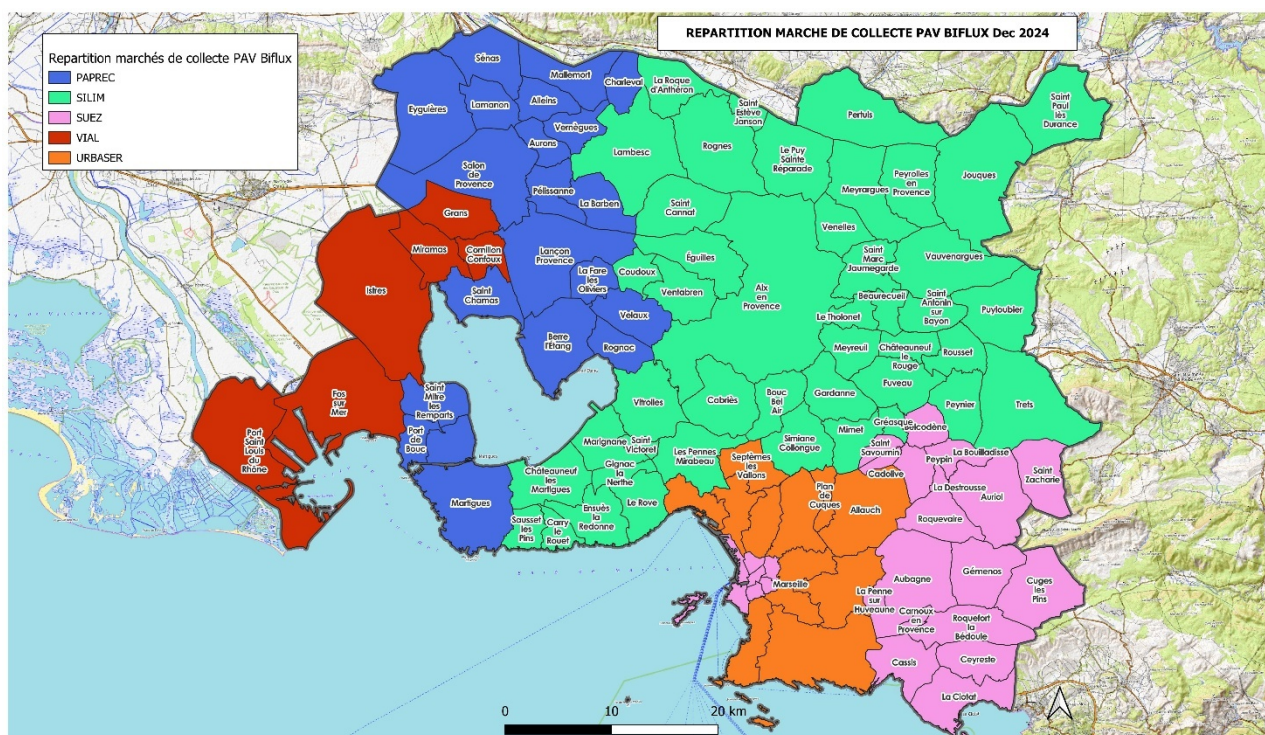 REPARTITION MARCHE DE COLLECTE PAV BIFLUX Dec 2024
Repartition marchés de collecte PAV Biflux
PAPREC
SILIM
SUEZ
VIAL
URBASER
Sénas
Mallemort
Charleval
La Roque
d'Anthéron
Eyguières
Lamanon
Alleins
Vernègues
Aurons
Saint
Estève
Janson
Pertuis
Saint
Paul
lès
Durance
Lambesc
Rognes
Le Puy
Sainte
Réparade
Meyrargues
Peyrolles
en
Provence
Jouques
Salon
de
Provence
Pélissanne
La Barben
Saint
Cannat
Venelles
Grans
Miramas
Cornillon
Confoux
Lançon
Provence
La Fare
les
Oliviers
Coudoux
Éguilles
Ventabren
Aix
en
Provence
Saint
Marc
Jaumegarde
Vauvenargues
Istres
Saint
Chamas
Velaux
Berre
l'Étang
Rognac
Beaurecueil
Le Tholonet
Saint
Antonin
sur
Bayon
Puyloubier
Meyreuil
Châteauneuf
le
Rouge
Rousset
Fos
sur
Mer
Saint
Mitre
les
Remparts
Port
de
Bouc
Vitrolles
Cabriès
Bouc
Bel
Air
Gardanne
Fuveau
Peynier
Trets
Port
Saint
Louis
du
Rhône
Martigues
Marignane
Saint
Victoret
Les Pennes
Mirabeau
Simiane
Collongue
Mimet
Gréasque
Belcodène
Saint
Savournin
Peypin
La Bouilladisse
Châteauneuf
les
Martigues
Gignac
la
Nerthe
Septèmes
les
Vallons
Cadolive
La Destrousse
Auriol
Saint
Zacharie
Sausset
les
Pins
Carry
le
Rouet
Ensuès
la
Redonne
Le Rove
Plan
de
Cuques
Allauch
Roquevaire
Marseille
La Penne
sur
Huveaune
Aubagne
Gémenos
Cuges
les
Pins
Carnoux
en
Provence
Roquefort
la
Bédoule
Cassis
Ceyreste
La Ciotat
0
10
20 km